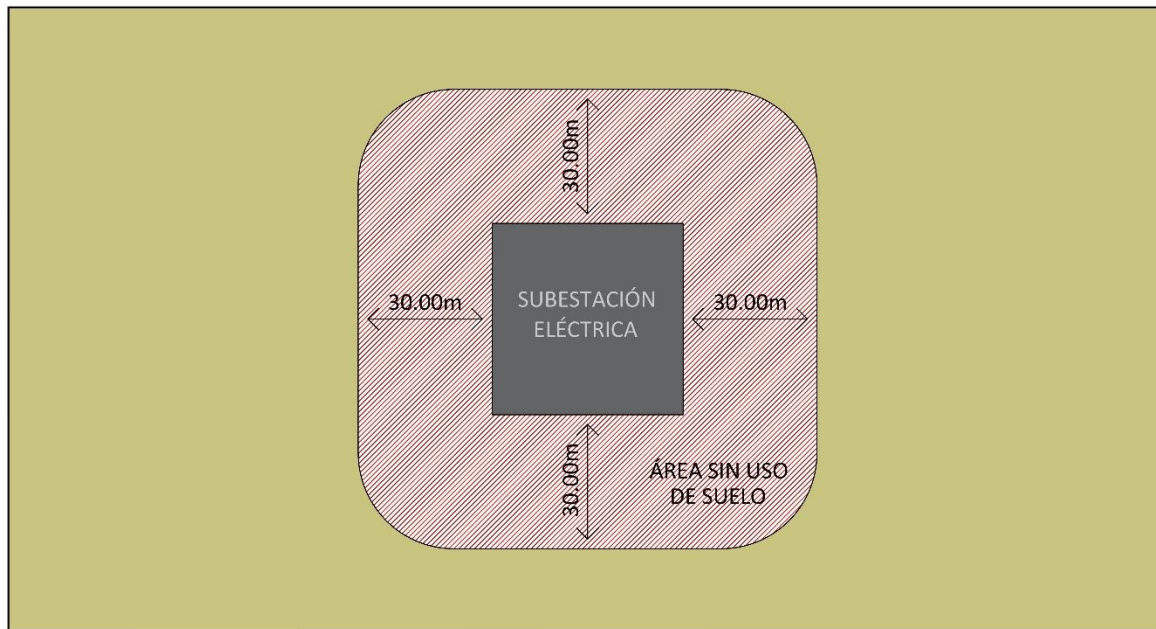 30.00m
30.00m
SUBESTACIÓN
ELÉCTRICA
30.00m
30.00m
ÁREA SIN USO
DE SUELO